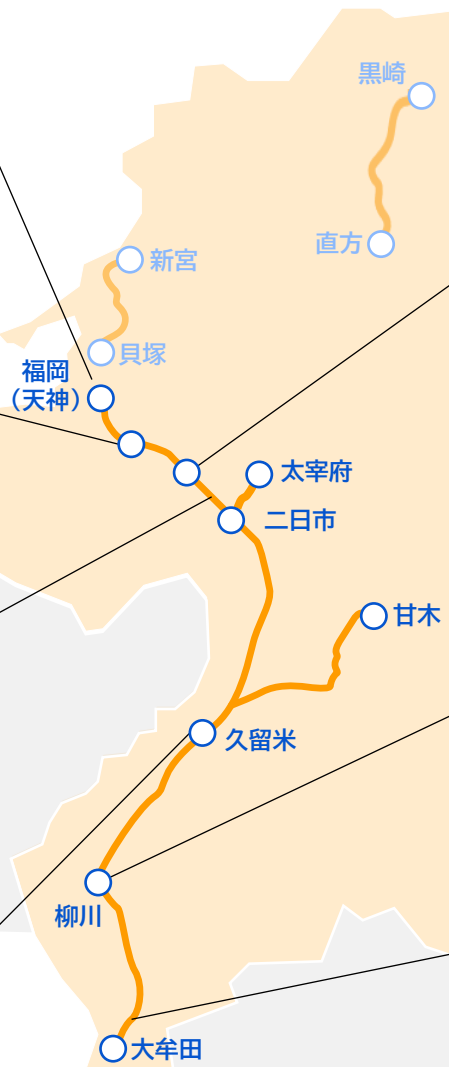 黒崎
直方
新宮
貝塚
福岡
（天神）
太宰府
二日市
甘木
久留米
柳川
大牟田